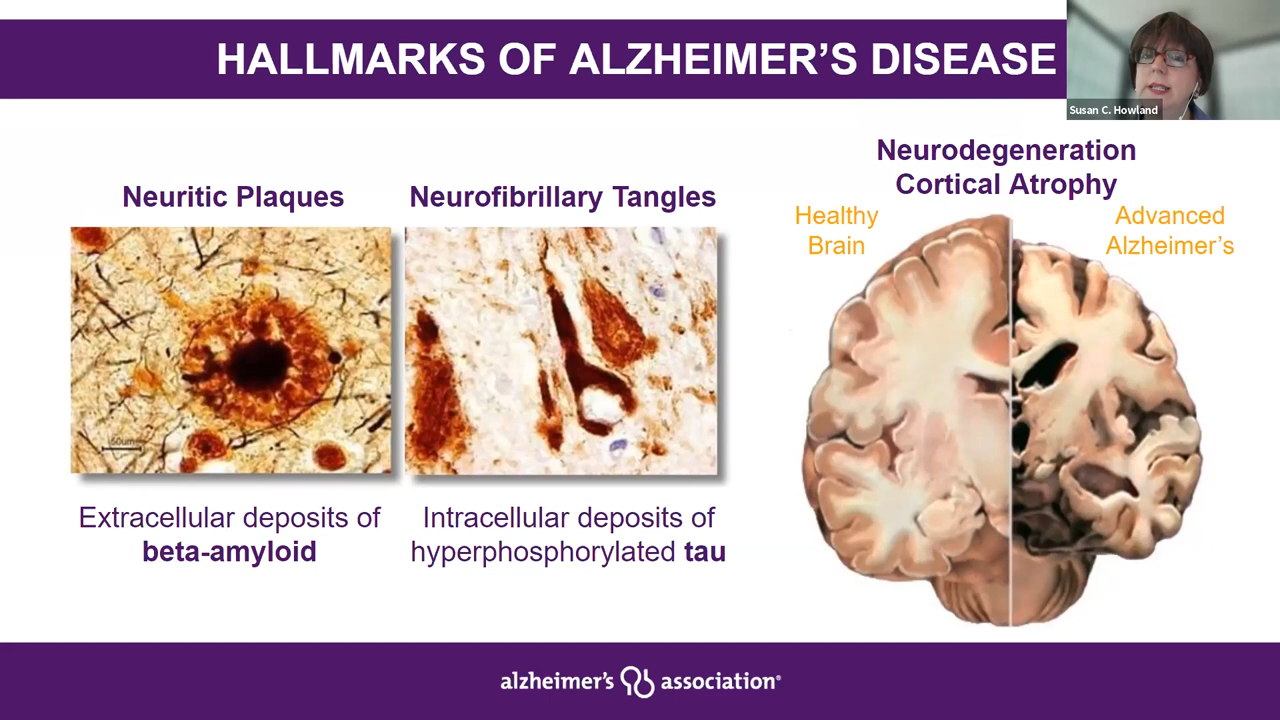 HALLMARKS OF ALZHEIMER’S DISEASE
Susan C. Howland
Neuritic Plaques
Neurofibrillary Tangles
Neurodegeneration
Cortical Atrophy
Healthy
Brain
Advanced
Alzheimer’s
50um
Extracellular deposits of
beta-amyloid
Intracellular deposits of
hyperphosphorylated tau
alzheimer’s association®